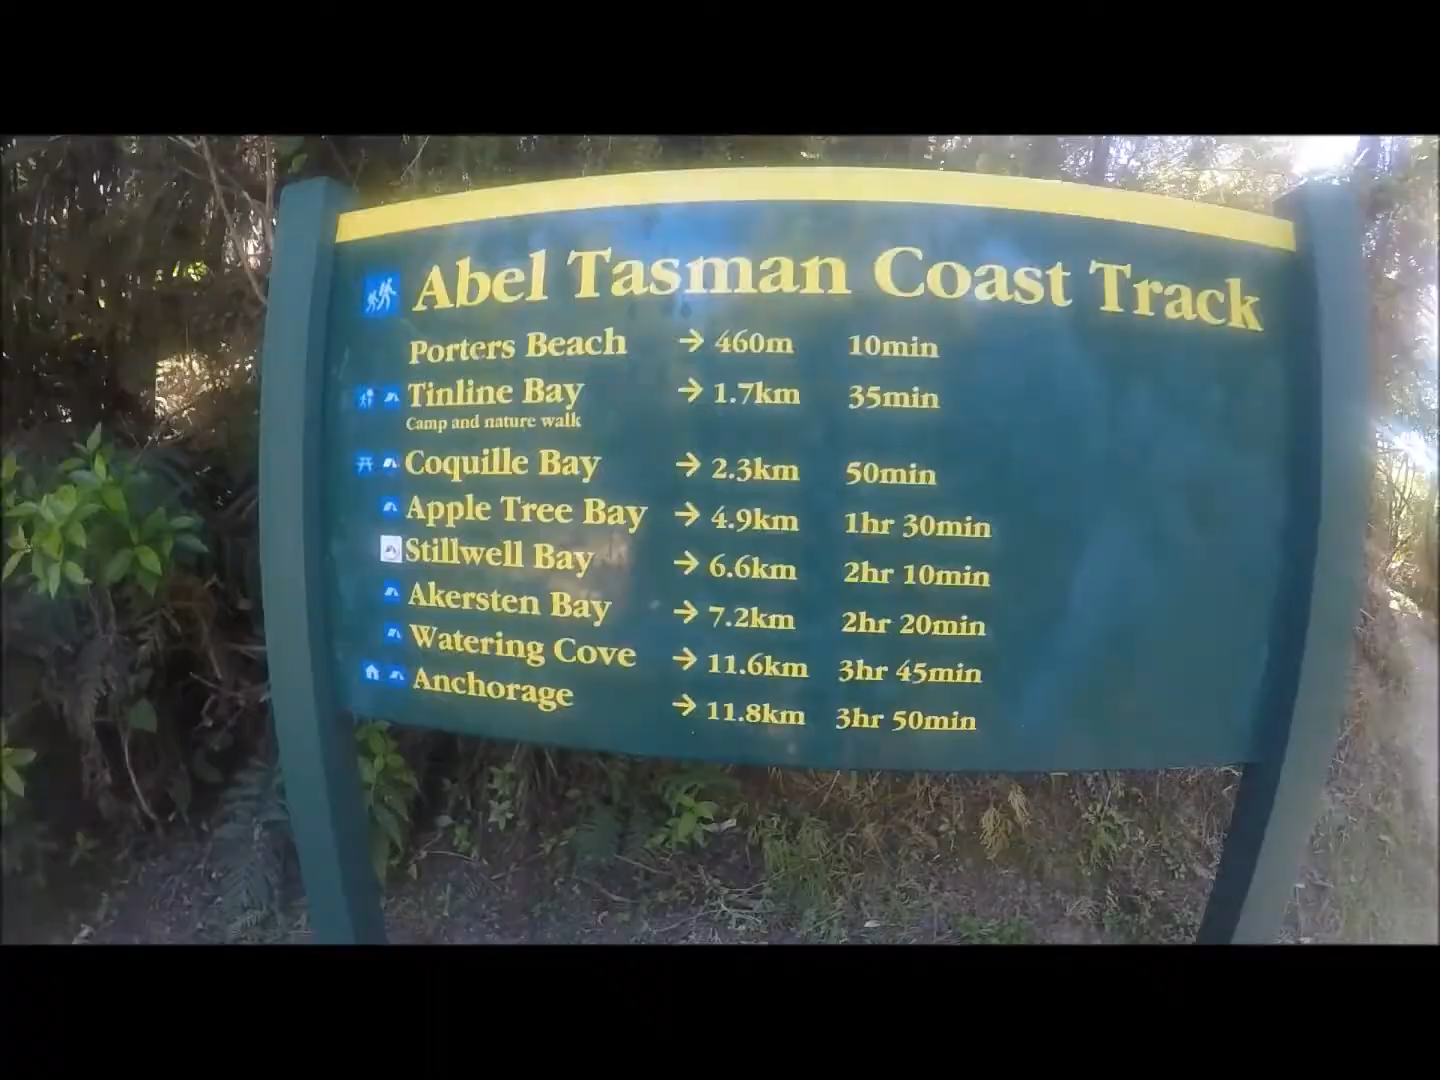 Abel Tasman Coast Track
Porters Beach → 460m 10min
Tinline Bay → 1.7km 35min
Camp and nature walk
Coquille Bay → 2.3km 50min
Apple Tree Bay → 4.9km 1hr 30min
Stillwell Bay → 6.6km 2hr 10min
Akersten Bay → 7.2km 2hr 20min
Watering Cove → 11.6km 3hr 45min
Anchorage → 11.8km 3hr 50min